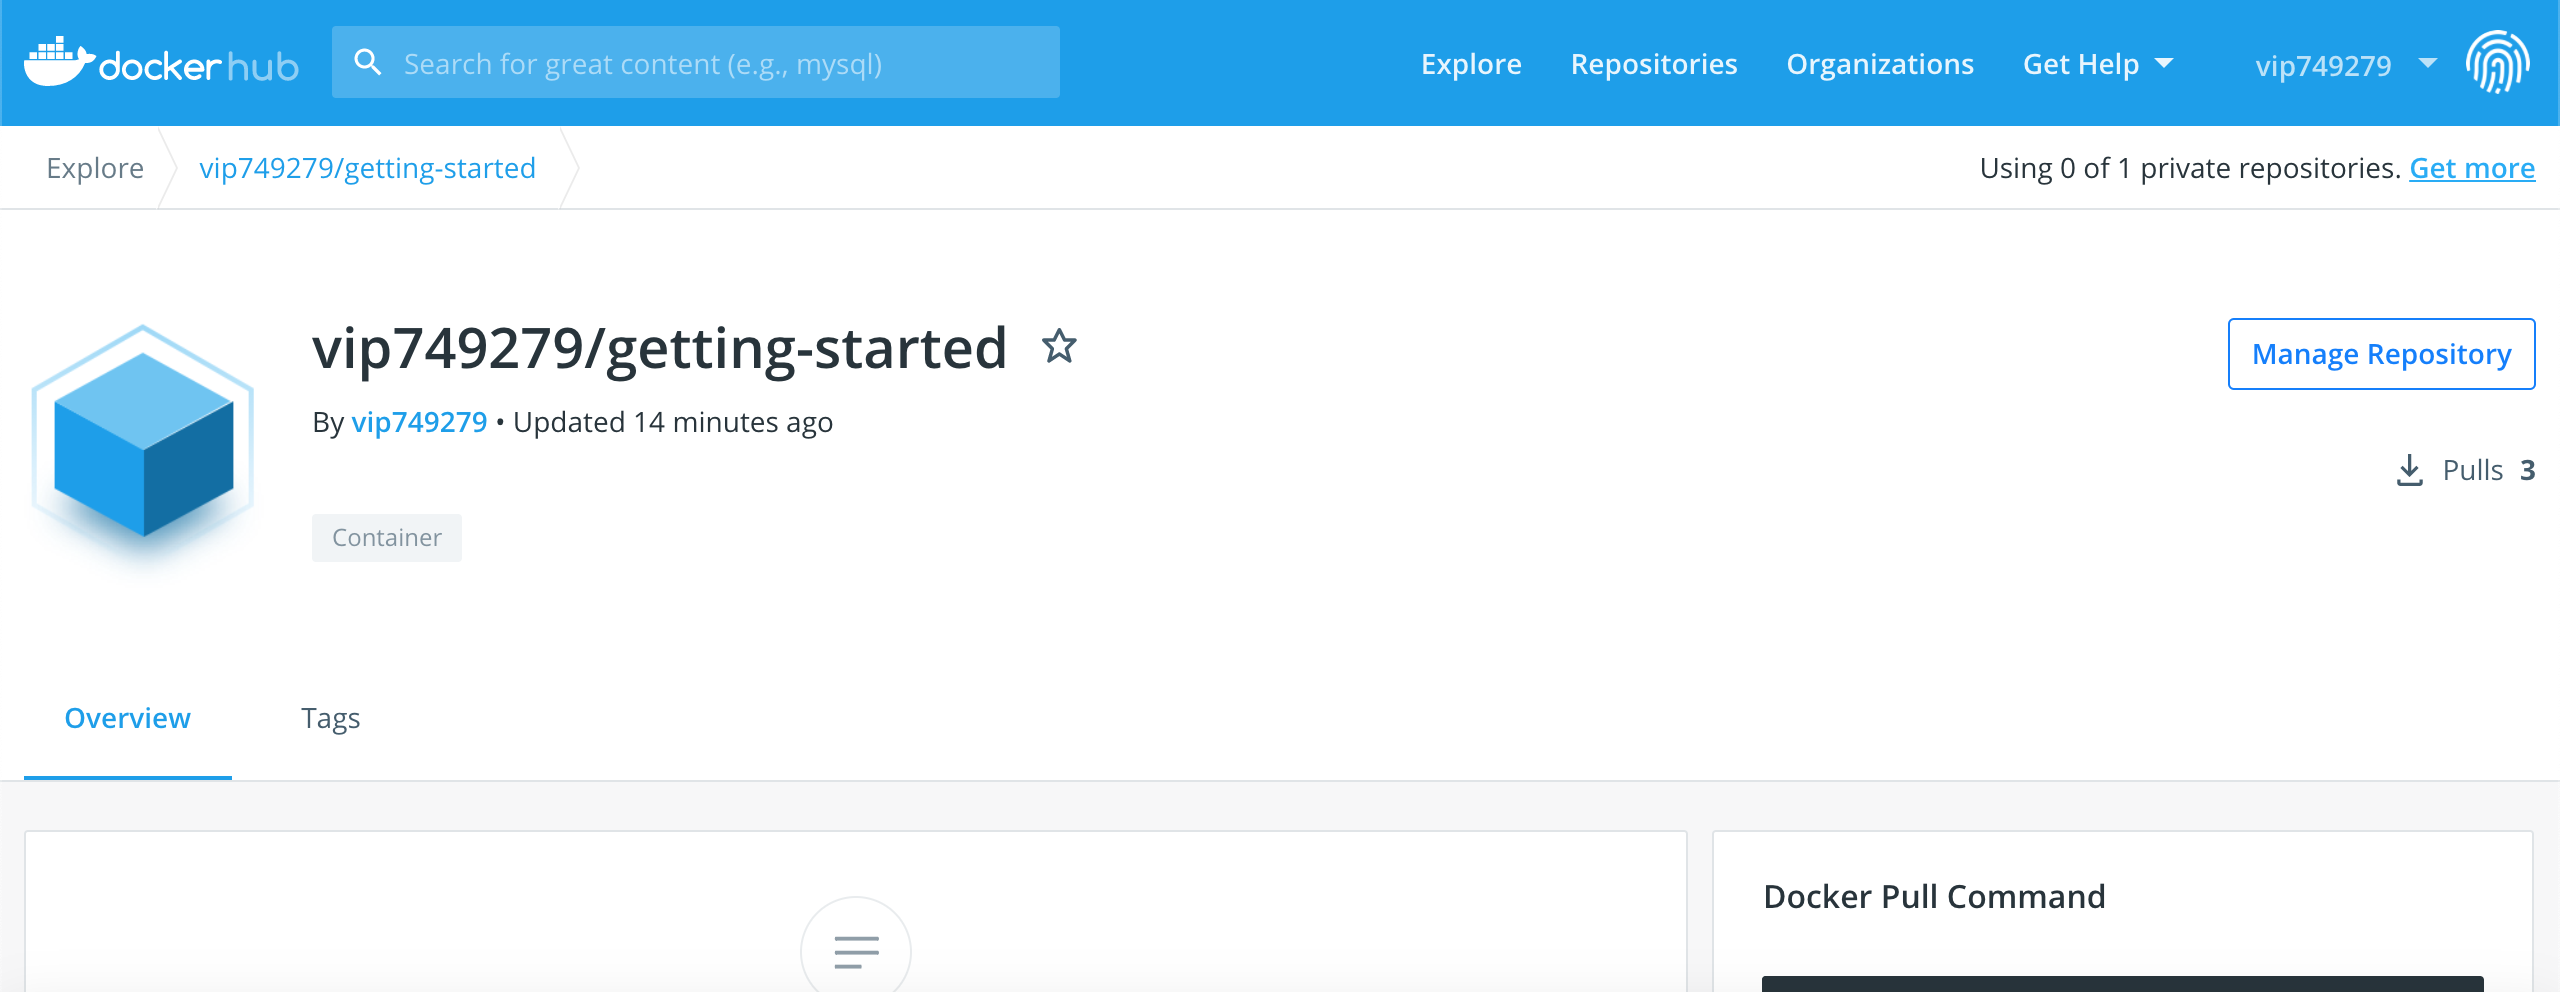 docker hub
Search for great content (e.g., mysql)
Explore
Repositories
Organizations
Get Help
vip749279
Explore
vip749279/getting-started
Using 0 of 1 private repositories. Get more
vip749279/getting-started
Manage Repository
By vip749279 • Updated 14 minutes ago
Pulls 3
Container
Overview
Tags
Docker Pull Command